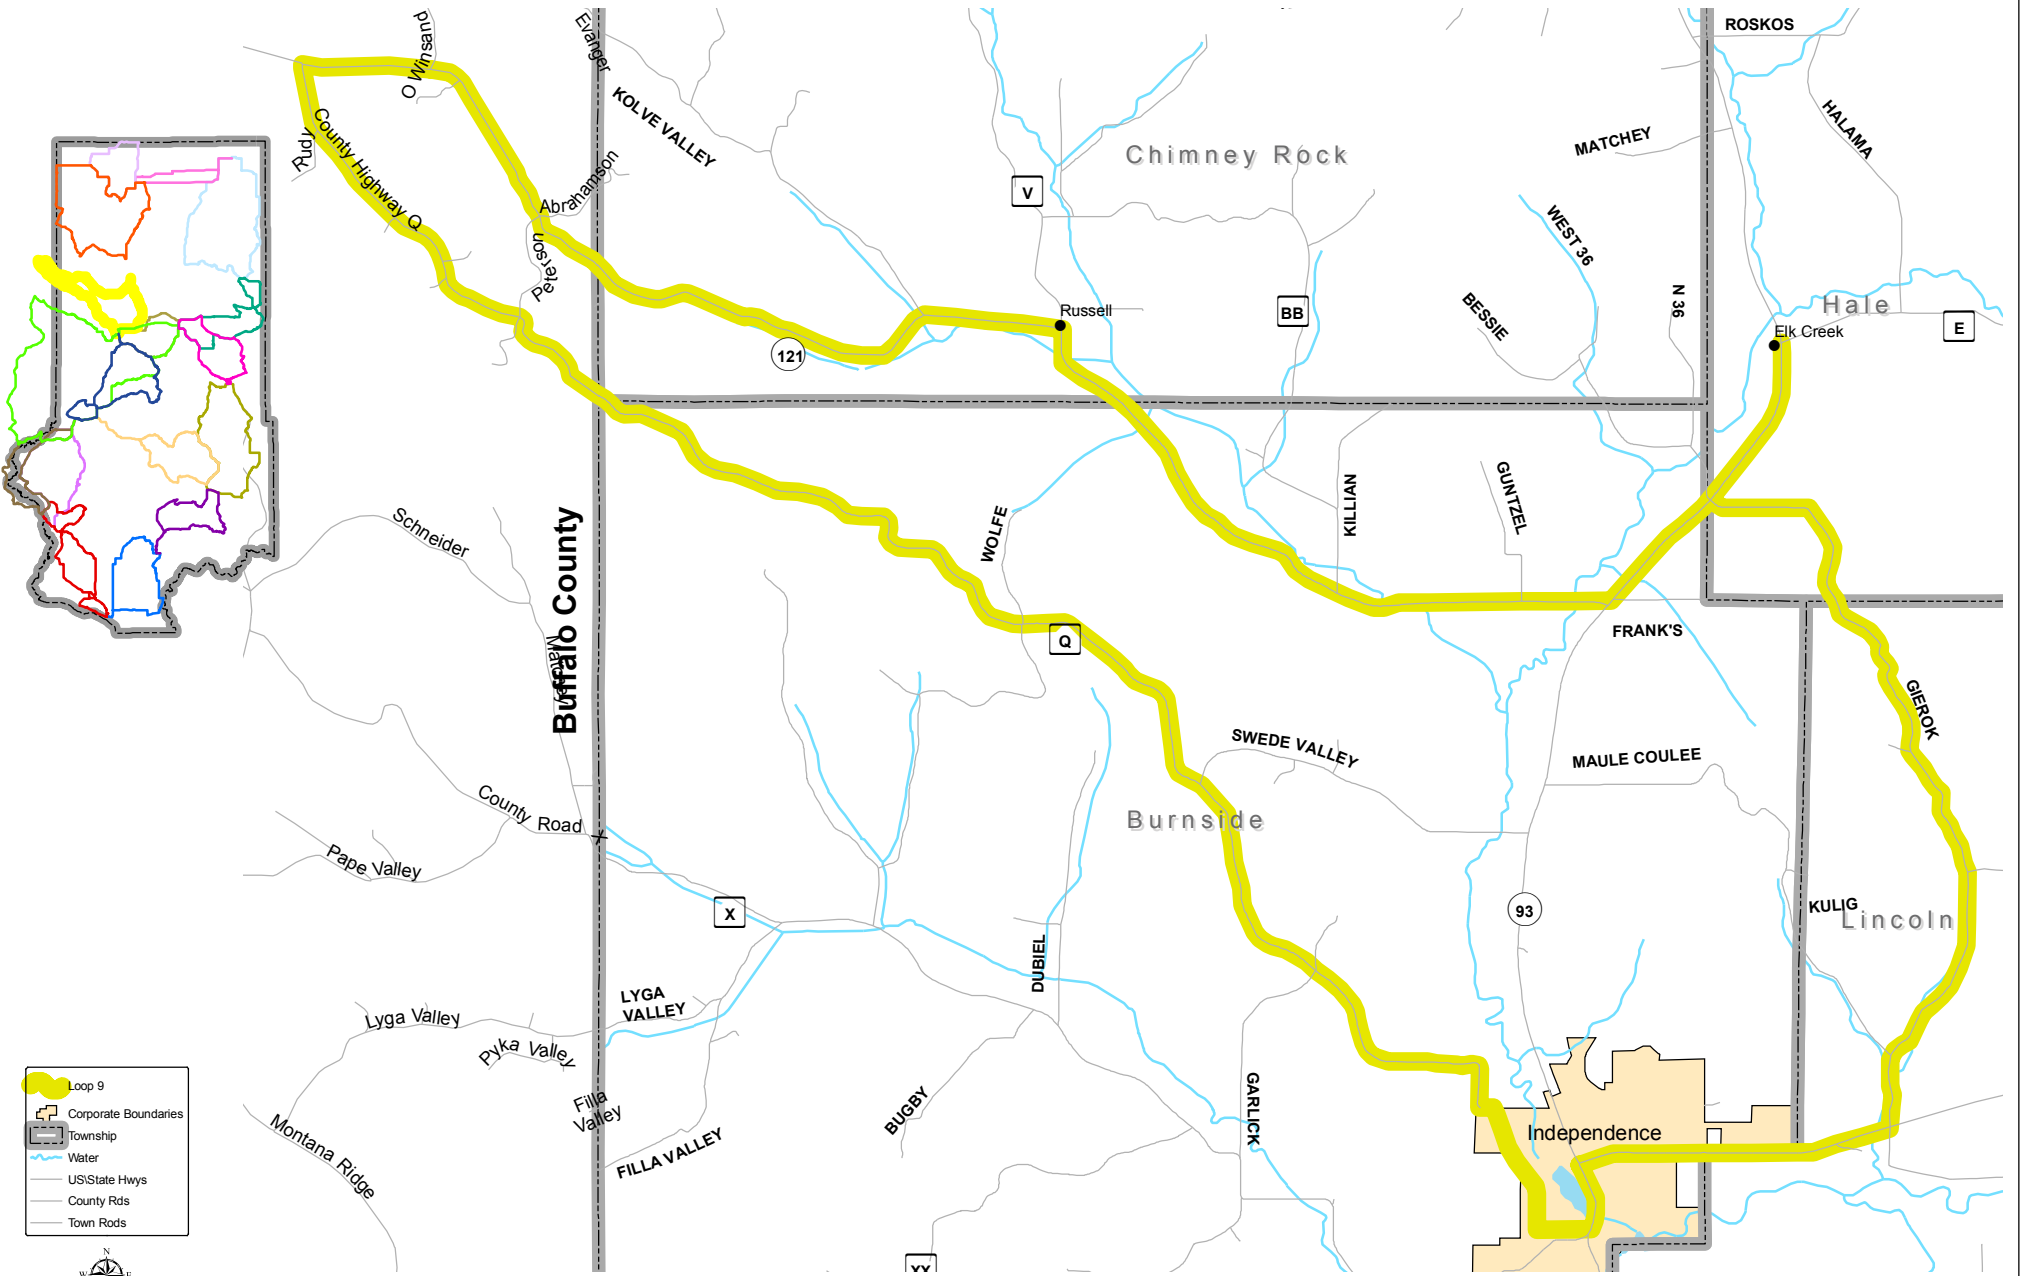 ROSKOS
O Winsand
Evanger
KOLVE VALLEY
HALAMA
Rudy
County Highway Q
Chimney Rock
MATCHEY
Abrahamson
V
WEST 36
Peterson
BESSIE
N 36
Hale
Russell
BB
E
Elk Creek
121
Schneider
Buffalo County
WOLFE
KILLIAN
GUNTZEL
Q
FRANK'S
GIEROK
SWEDE VALLEY
MAULE COULEE
County Road X
Burnside
Pape Valley
X
93
KULIG
Lincoln
DUBIEL
LYGA
VALLEY
Lyga Valley
Pyka Valley
Filla
Valley
BUGBY
GARLICK
Independence
Montana Ridge
FILLA VALLEY
Loop 9
Corporate Boundaries
Township
Water
US\State Hwys
County Rds
Town Rods
N
W
E
XX